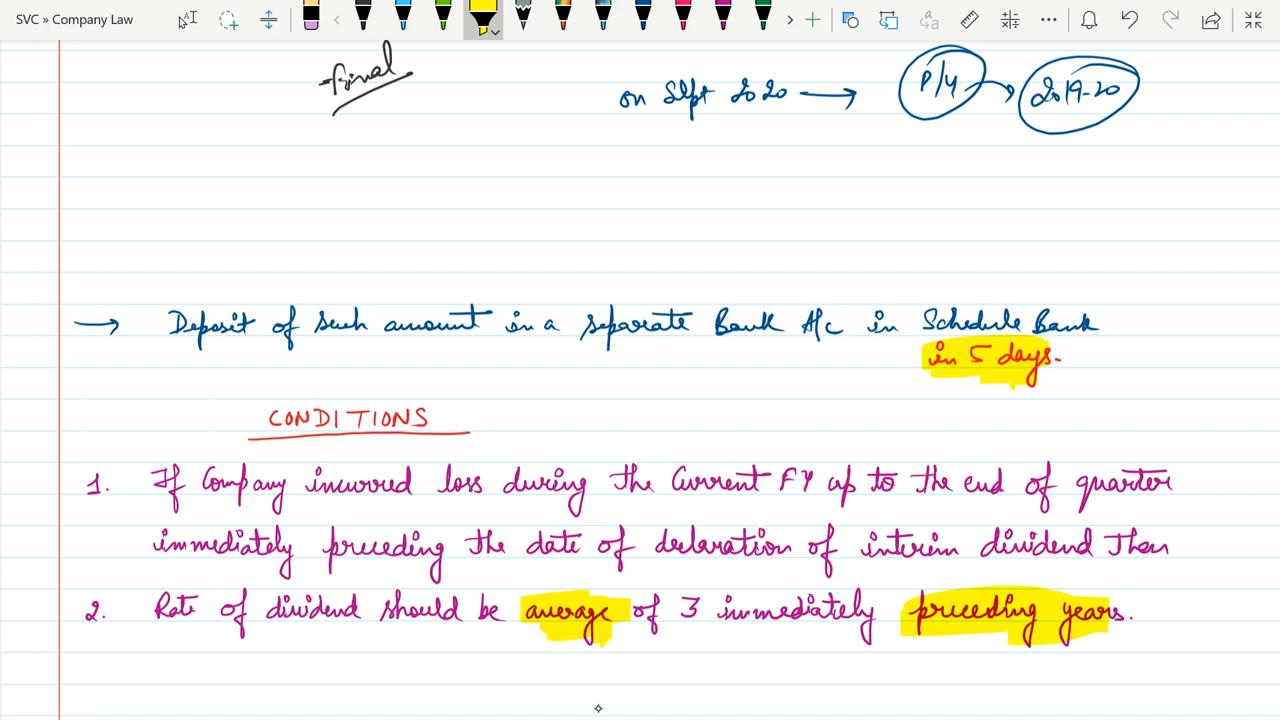 SVC » Company Law
Final
on Sept 2020 → P/y → 2019-20
→ Deposit of such amount in a separate Bank A/c in Schedule Bank
in 5 days.
CONDITIONS
1. If Company incurred loss during the Current FY up to the end of quarter
immediately preceding the date of declaration of interim dividend Then
2. Rate of dividend should be average of 3 immediately preceding years.